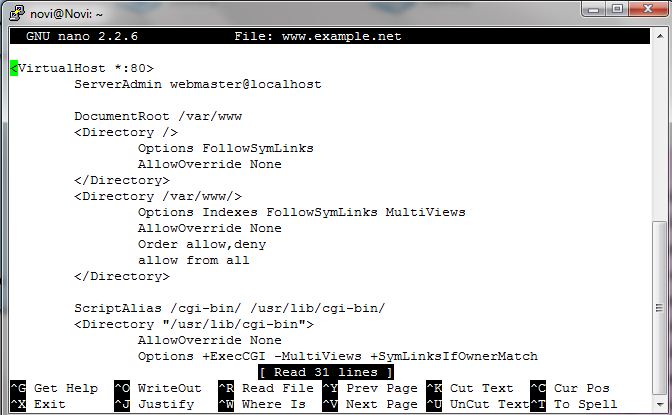 novi@Novi: ~
GNU nano 2.2.6 File: www.example.net
<VirtualHost *:80>
ServerAdmin webmaster@localhost
DocumentRoot /var/www
<Directory />
Options FollowSymLinks
AllowOverride None
</Directory>
<Directory /var/www/>
Options Indexes FollowSymLinks MultiViews
AllowOverride None
Order allow,deny
allow from all
</Directory>
ScriptAlias /cgi-bin/ /usr/lib/cgi-bin/
<Directory "/usr/lib/cgi-bin">
AllowOverride None
Options +ExecCGI -MultiViews +SymLinksIfOwnerMatch
[ Read 31 lines ]
^G Get Help ^O WriteOut ^R Read File ^Y Prev Page ^K Cut Text ^C Cur Pos
^X Exit ^J Justify ^W Where Is ^V Next Page ^U UnCut Text ^T To Spell